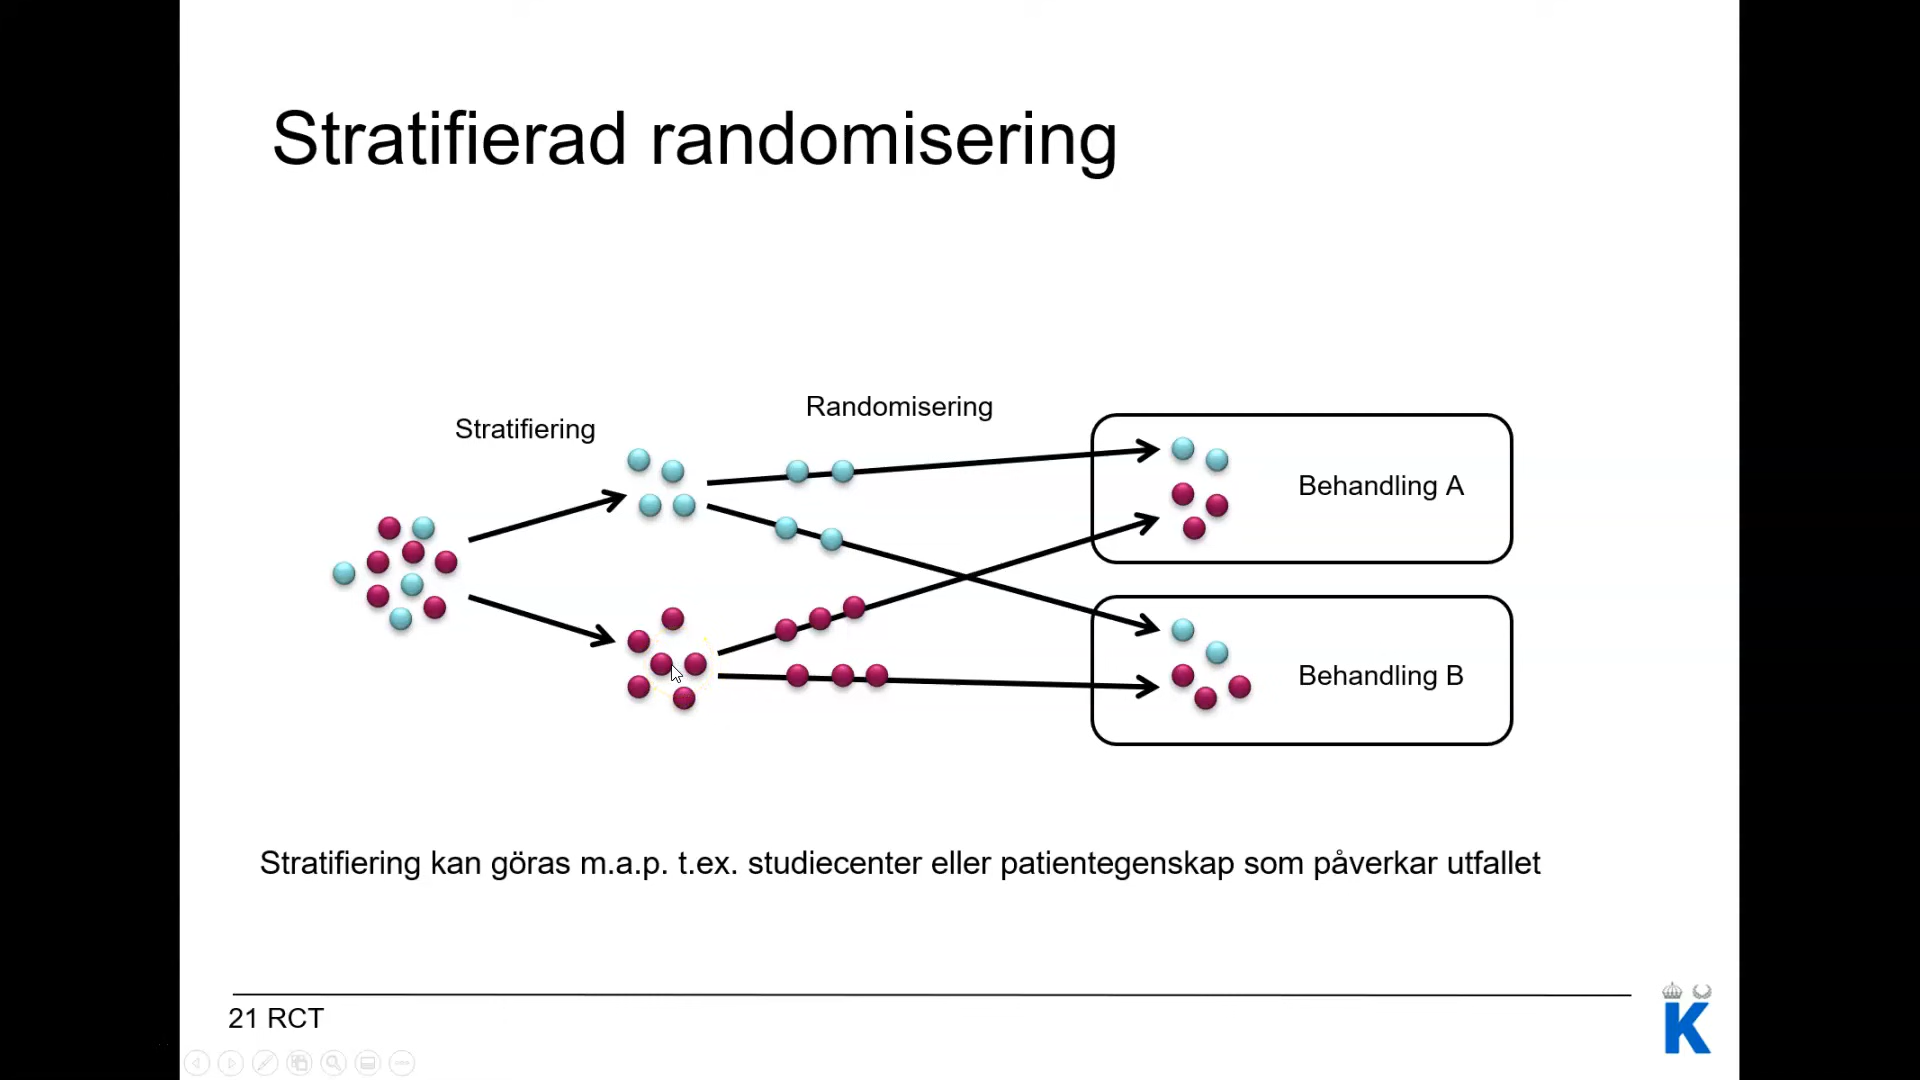 Stratifierad randomisering
Stratifiering
Randomisering
Behandling A
Behandling B
Stratifiering kan göras m.a.p. t.ex. studiecenter eller patientegenskap som påverkar utfallet
21 RCT
K